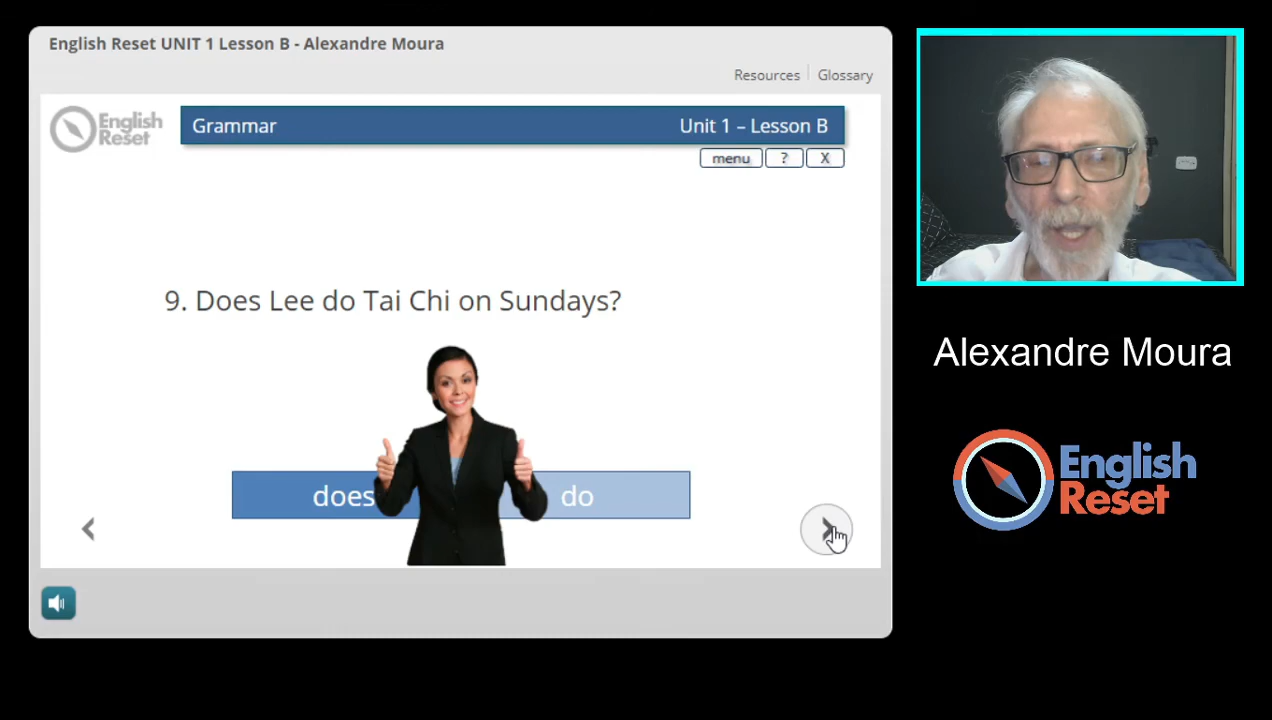 English Reset UNIT 1 Lesson B - Alexandre Moura
Resources
Glossary
English
Reset
Grammar
Unit 1 – Lesson B
menu
?
X
9. Does Lee do Tai Chi on Sundays?
does
do
Alexandre Moura
English
Reset